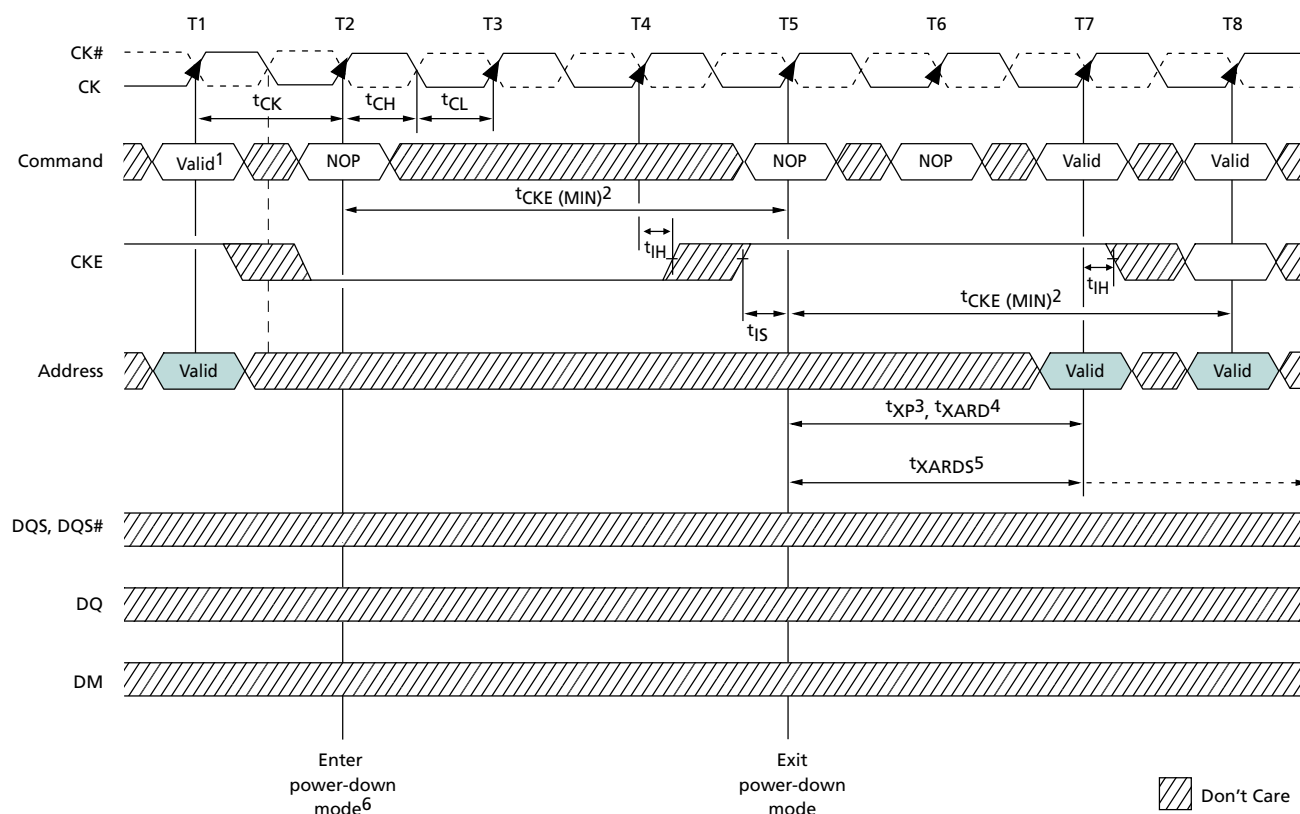 T1 T2 T3 T4 T5 T6 T7 T8
CK#
CK
tCK tCH tCL
Command Valid1 NOP NOP NOP Valid Valid
tCKE (MIN)2
tIH
CKE
tIH
tCKE (MIN)2
tIS
Address Valid Valid Valid
tXP3, tXARD4
tXARDS5
DQS, DQS#
DQ
DM
Enter
power-down
mode6
Exit
power-down
mode
Don't Care